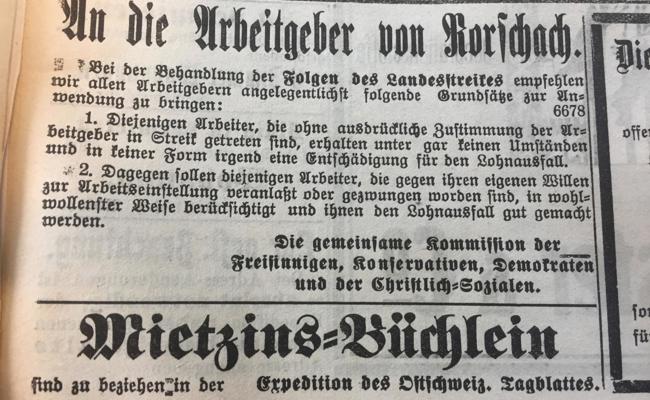 An die Arbeitgeber von Rorschach.
Bei der Behandlung der Folgen des Landesstreikes empfehlen
wir allen Arbeitgebern angelegentlichst folgende Grundsätze zur An-
wendung zu bringen:
6678
1. Diejenigen Arbeiter, die ohne ausdrückliche Zustimmung der Ar-
beitgeber in Streik getreten sind, erhalten unter gar keinen Umständen
und in keiner Form irgend eine Entschädigung für den Lohnausfall.
2. Dagegen sollen diejenigen Arbeiter, die gegen ihren eigenen Willen
zur Arbeitseinstellung veranlaßt oder gezwungen worden sind, in wohl-
wollenster Weise berücksichtigt und ihnen den Lohnausfall gut gemacht
werden.
Die gemeinsame Kommission der
Freisinnigen, Konservativen, Demokraten
und der Christlich-Sozialen.
Mietzins-Büchlein
sind zu beziehen in der Expedition des Ostschweiz. Tagblattes.
Die